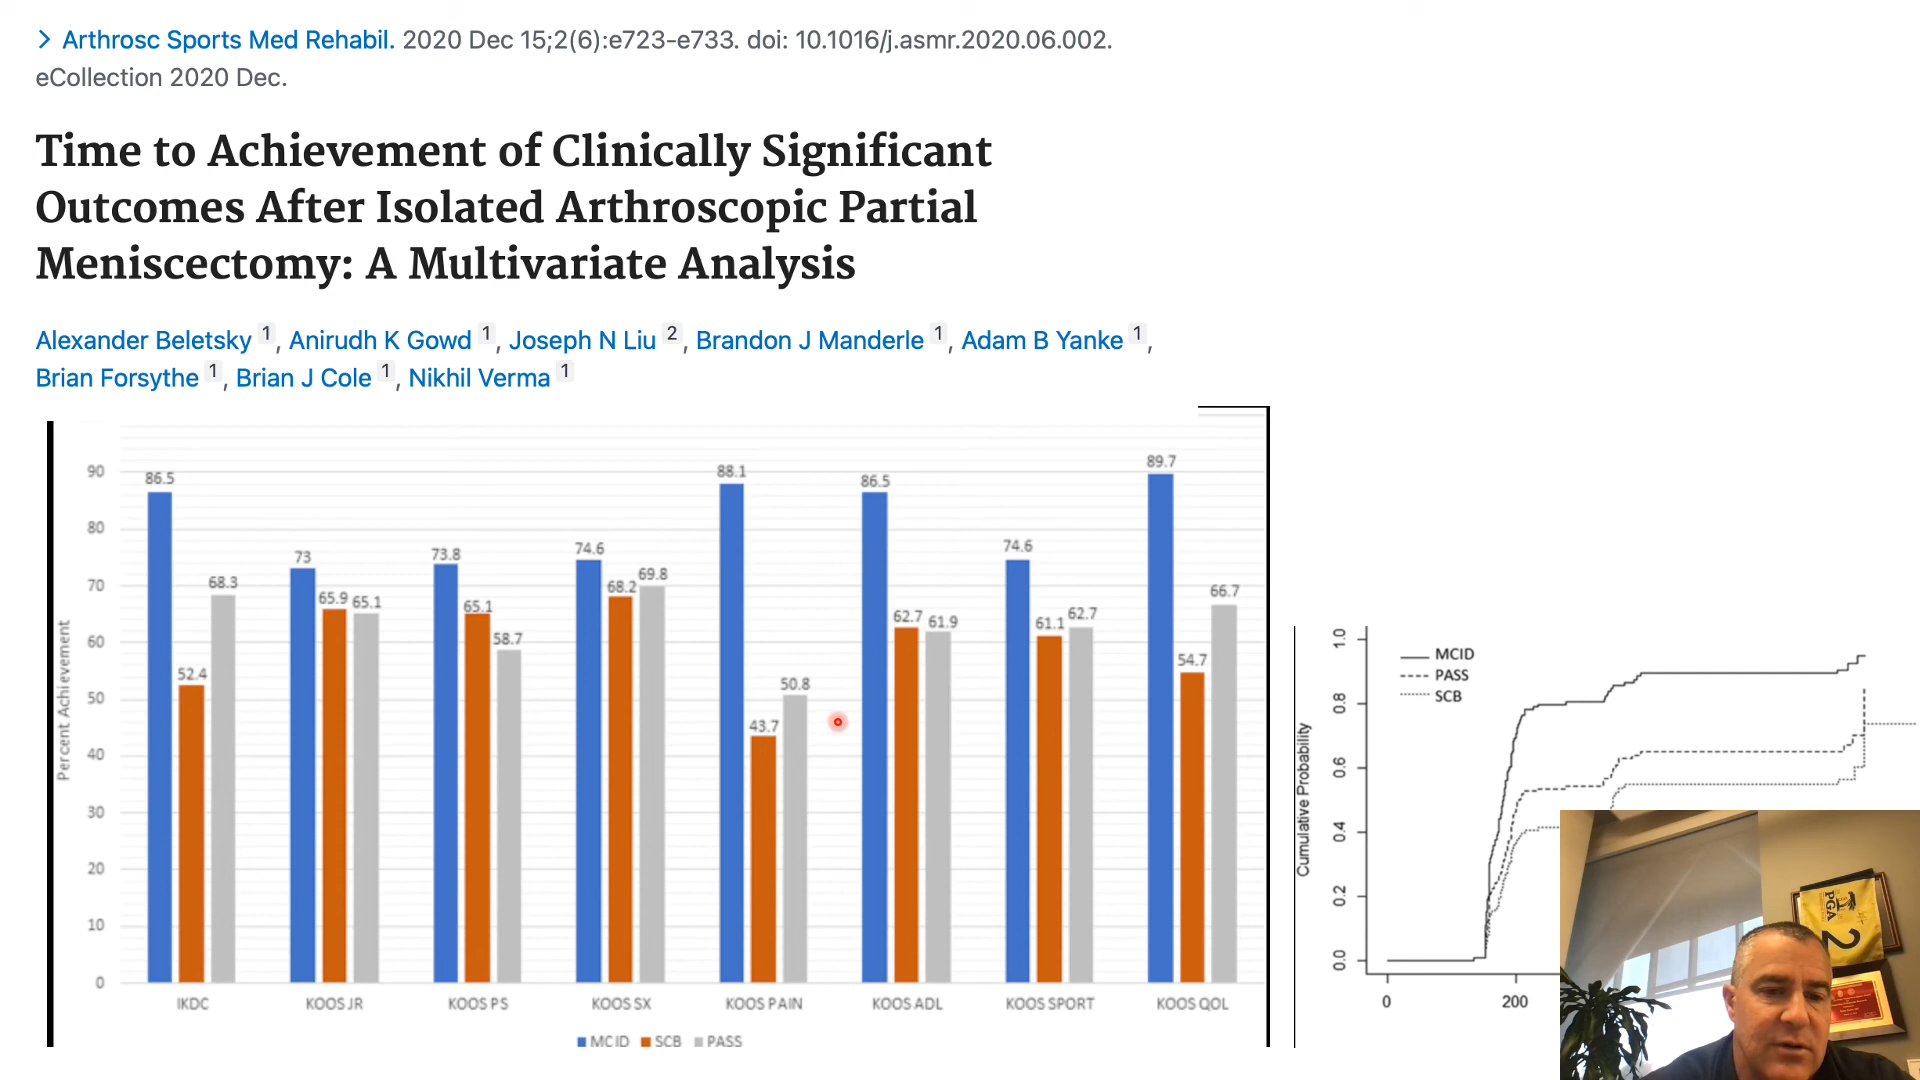 > Arthrosc Sports Med Rehabil. 2020 Dec 15;2(6):e723-e733. doi: 10.1016/j.asmr.2020.06.002.
eCollection 2020 Dec.
Time to Achievement of Clinically Significant
Outcomes After Isolated Arthroscopic Partial
Meniscectomy: A Multivariate Analysis
Alexander Beletsky 1, Anirudh K Gowd 1, Joseph N Liu 2, Brandon J Manderle 1, Adam B Yanke 1,
Brian Forsythe 1, Brian J Cole 1, Nikhil Verma 1
Percent Achievement
90
80
70
60
50
40
30
20
10
0
86.5 52.4 68.3
73 65.9 65.1
73.8 65.1 58.7
74.6 68.2 69.8
88.1 43.7 50.8
86.5 62.7 61.9
74.6 61.1 62.7
89.7 54.7 66.7
IKDC KOOS JR KOOS PS KOOS SX KOOS PAIN KOOS ADL KOOS SPORT KOOS QOL
MCID SCB PASS
Cumulative Probability
1.0
0.8
0.6
0.4
0.2
0.0
MCID
PASS
SCB
0 200
PGA
2